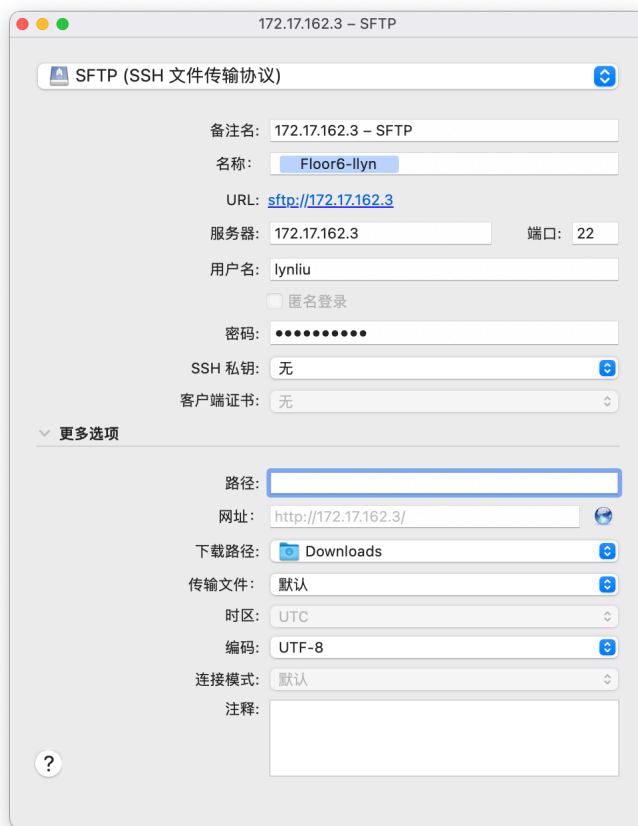 172.17.162.3 – SFTP
SFTP (SSH 文件传输协议)
备注名: 172.17.162.3 – SFTP
名称: Floor6-llyn
URL: sftp://172.17.162.3
服务器: 172.17.162.3 端口: 22
用户名: lynliu
匿名登录
密码: ●●●●●●●●●●
SSH 私钥: 无
客户端证书: 无
更多选项
路径:
网址: http://172.17.162.3/
下载路径: Downloads
传输文件: 默认
时区: UTC
编码: UTF-8
连接模式: 默认
注释:
?